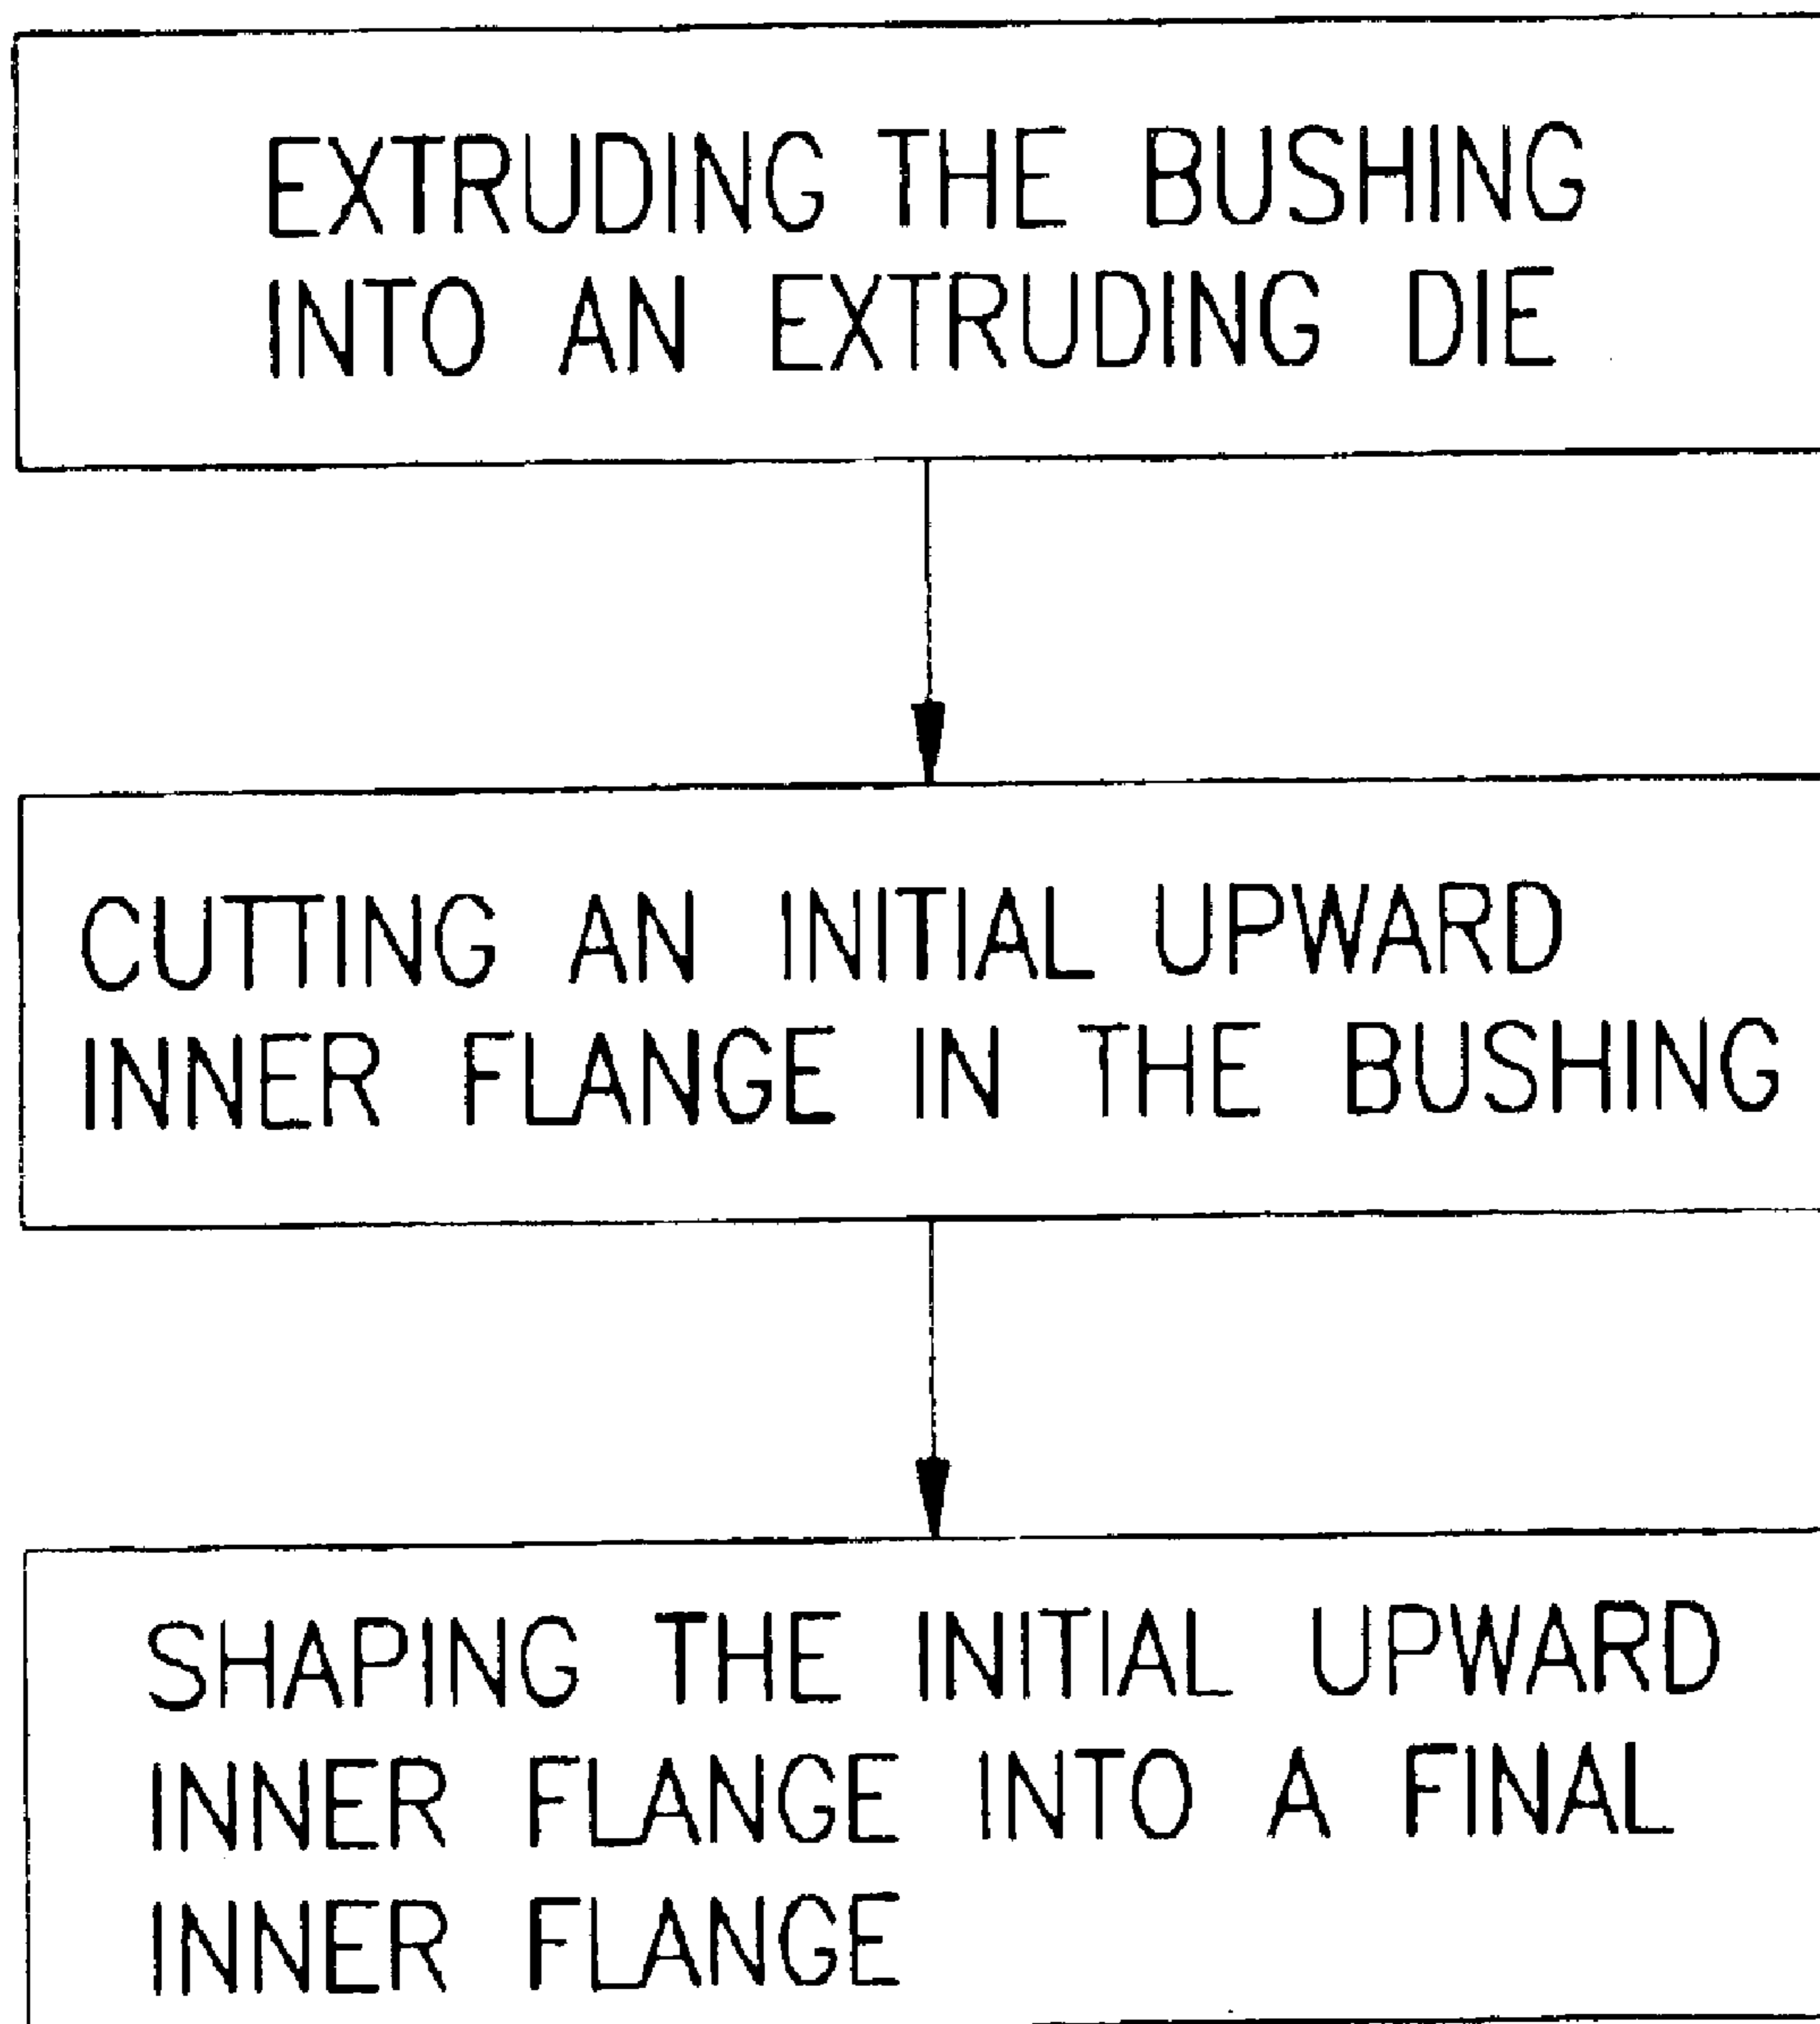 EXTRUDING THE BUSHING
INTO AN EXTRUDING DIE
CUTTING AN INITIAL UPWARD
INNER FLANGE IN THE BUSHING
SHAPING THE INITIAL UPWARD
INNER FLANGE INTO A FINAL
INNER FLANGE